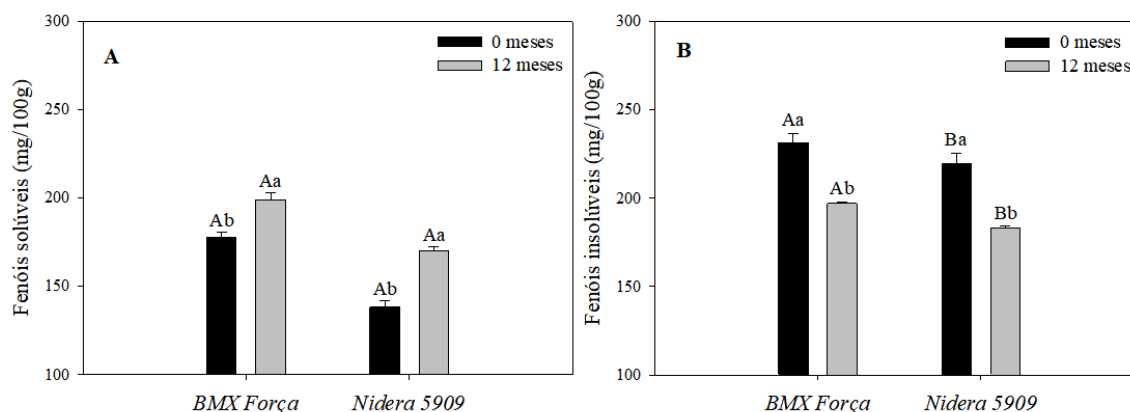 300
250
200
150
100
Fenóis solúveis (mg/100g)
A
0 meses
12 meses
Ab
Aa
Ab
Aa
BMX Força
Nidera 5909
300
250
200
150
100
Fenóis insolúveis (mg/100g)
B
0 meses
12 meses
Aa
Ab
Ba
Bb
BMX Força
Nidera 5909